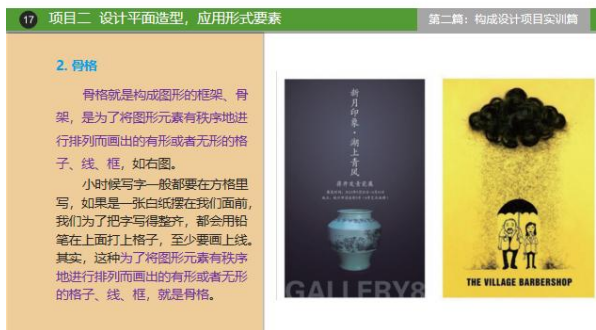 17 项目二 设计平面造型，应用形式要素
第二篇：构成设计项目实训篇
2. 骨格
骨格就是构成图形的框架、骨
架，是为了将图形元素有秩序地进
行排列而画出的有形或者无形的格
子、线、框，如右图。
小时候写字一般都要在方格里
写，如果是一张白纸摆在我们面前，
我们为了把字写得整齐，都会用铅
笔在上面打上格子，至少要画上线。
其实，这种为了将图形元素有秩序
地进行排列而画出的有形或者无形
的格子、线、框，就是骨格。
新月印象·湖上青风
GALLERY8
THE VILLAGE BARBERSHOP